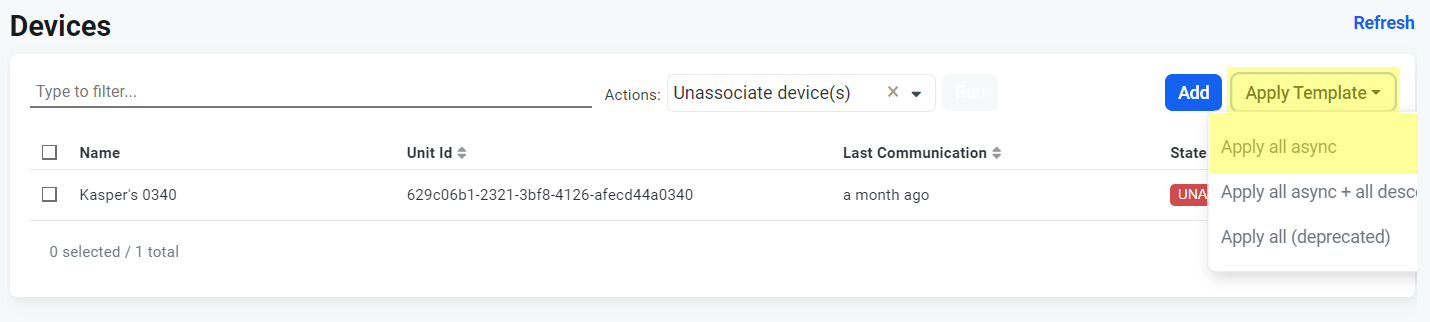 Devices
Refresh
Type to filter...
Actions: Unassociate device(s)
Run
Add
Apply Template
Name Unit Id Last Communication State
Kasper's 0340 629c06b1-2321-3bf8-4126-afecd44a0340 a month ago UNA
0 selected / 1 total
Apply all async
Apply all async + all desc
Apply all (deprecated)